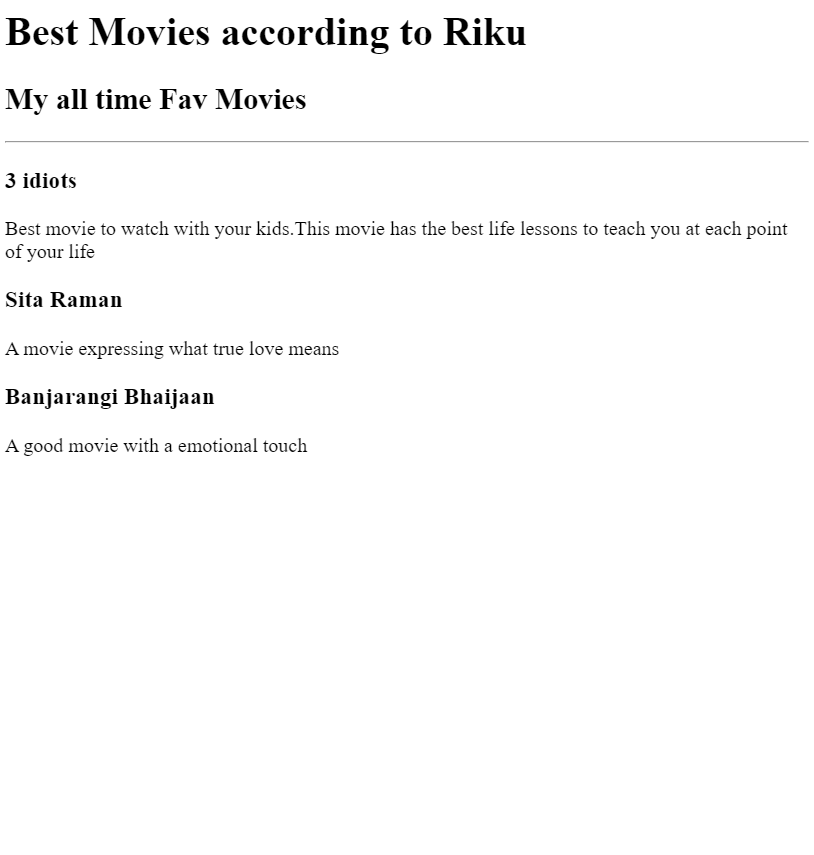 Best Movies according to Riku
My all time Fav Movies
3 idiots
Best movie to watch with your kids.This movie has the best life lessons to teach you at each point
of your life
Sita Raman
A movie expressing what true love means
Banjarangi Bhaijaan
A good movie with a emotional touch